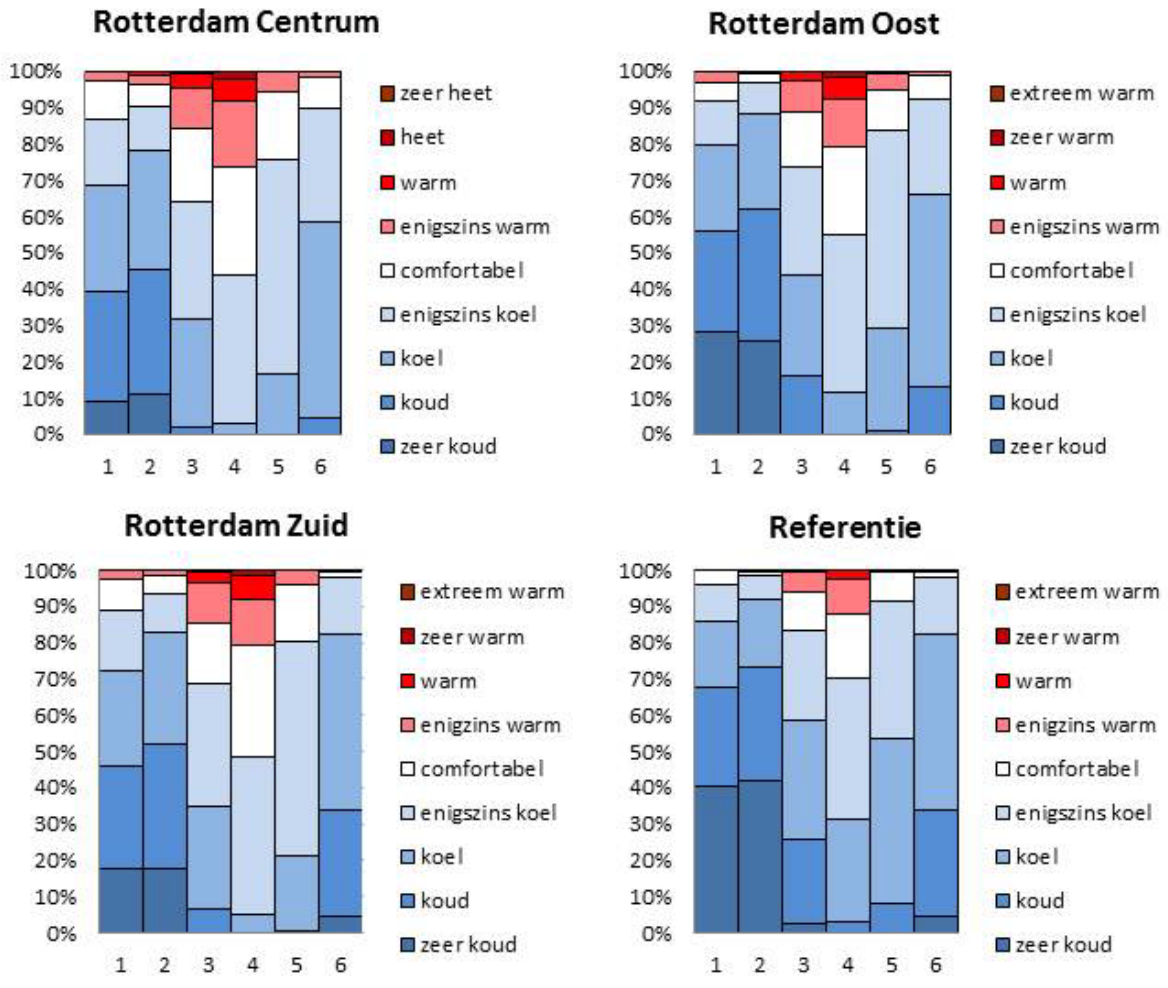 Rotterdam Centrum
100%
90%
80%
70%
60%
50%
40%
30%
20%
10%
0%
1 2 3 4 5 6
zeer heet
heet
warm
enigszins warm
comfortabel
enigszins koel
koel
koud
zeer koud
Rotterdam Oost
100%
90%
80%
70%
60%
50%
40%
30%
20%
10%
0%
1 2 3 4 5 6
extreem warm
zeer warm
warm
enigszins warm
comfortabel
enigszins koel
koel
koud
zeer koud
Rotterdam Zuid
100%
90%
80%
70%
60%
50%
40%
30%
20%
10%
0%
1 2 3 4 5 6
extreem warm
zeer warm
warm
enigzins warm
comfortabel
enigszins koel
koel
koud
zeer koud
Referentie
100%
90%
80%
70%
60%
50%
40%
30%
20%
10%
0%
1 2 3 4 5 6
extreem warm
zeer warm
warm
enigzins warm
comfortabel
enigszins koel
koel
koud
zeer koud